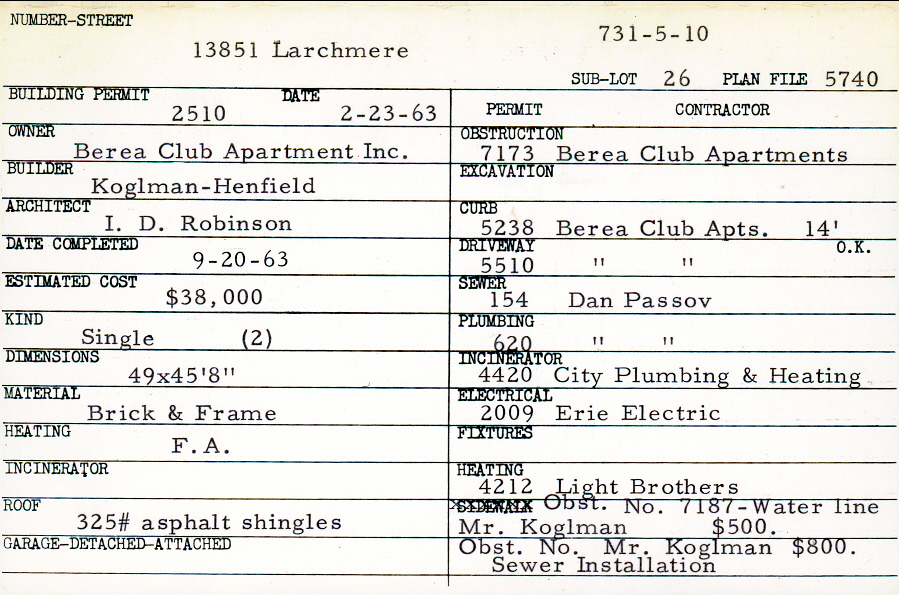 NUMBER-STREET
13851 Larchmere
731-5-10
SUB-LOT 26 PLAN FILE 5740
BUILDING PERMIT DATE
2510 2-23-63
PERMIT CONTRACTOR
OWNER
Berea Club Apartment Inc.
OBSTRUCTION
7173 Berea Club Apartments
BUILDER
Koglman-Henfield
EXCAVATION
ARCHITECT
I. D. Robinson
CURB
5238 Berea Club Apts. 14'
DATE COMPLETED
9-20-63
DRIVEWAY O.K.
5510 " "
ESTIMATED COST
$38,000
SEWER
154 Dan Passov
KIND
Single (2)
PLUMBING
620 " "
DIMENSIONS
49x45'8"
INCINERATOR
4420 City Plumbing & Heating
MATERIAL
Brick & Frame
ELECTRICAL
2009 Erie Electric
HEATING
F.A.
FIXTURES
INCINERATOR
HEATING
4212 Light Brothers
ROOF
325# asphalt shingles
SIDEWALK Obst. No. 7187-Water line
Mr. Koglman $500.
GARAGE-DETACHED-ATTACHED
Obst. No. Mr. Koglman $800.
Sewer Installation